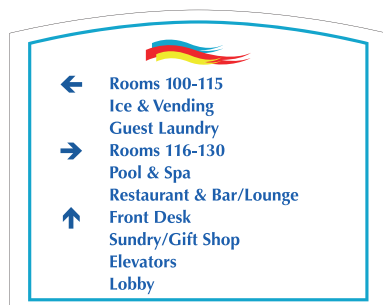 ← Rooms 100-115
Ice & Vending
Guest Laundry
→ Rooms 116-130
Pool & Spa
Restaurant & Bar/Lounge
↑ Front Desk
Sundry/Gift Shop
Elevators
Lobby